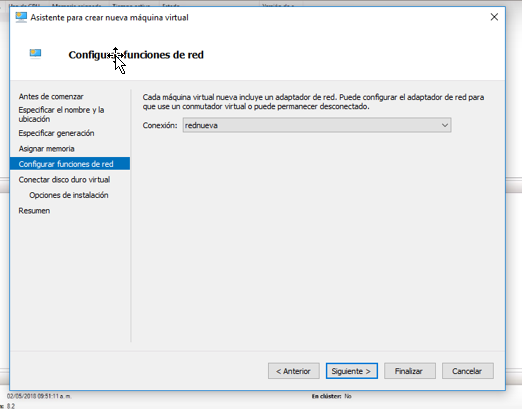 Asistente para crear nueva máquina virtual
Configurar funciones de red
Antes de comenzar
Especificar el nombre y la
ubicación
Especificar generación
Asignar memoria
Configurar funciones de red
Conectar disco duro virtual
Opciones de instalación
Resumen
Cada máquina virtual nueva incluye un adaptador de red. Puede configurar el adaptador de red para
que use un conmutador virtual o puede permanecer desconectado.
Conexión: rednueva
< Anterior Siguiente > Finalizar Cancelar
02/05/2018 09:51:11 a. m. En clúster: No
8.2